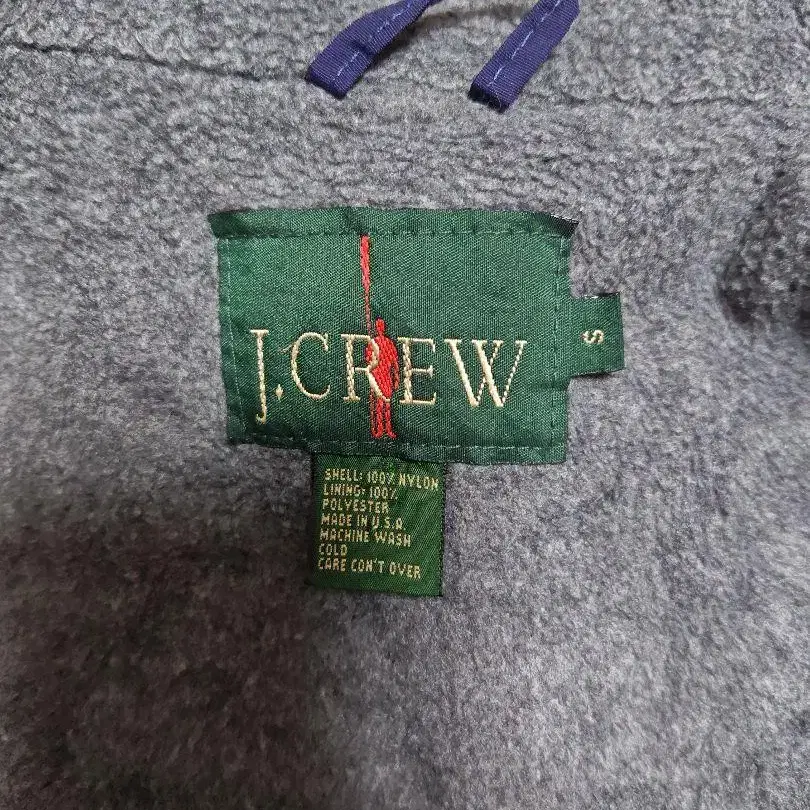 J.CREW
S
SHELL: 100% NYLON
LINING: 100%
POLYESTER
MADE IN U.S.A
MACHINE WASH
COLD
CARE CON'T OVER